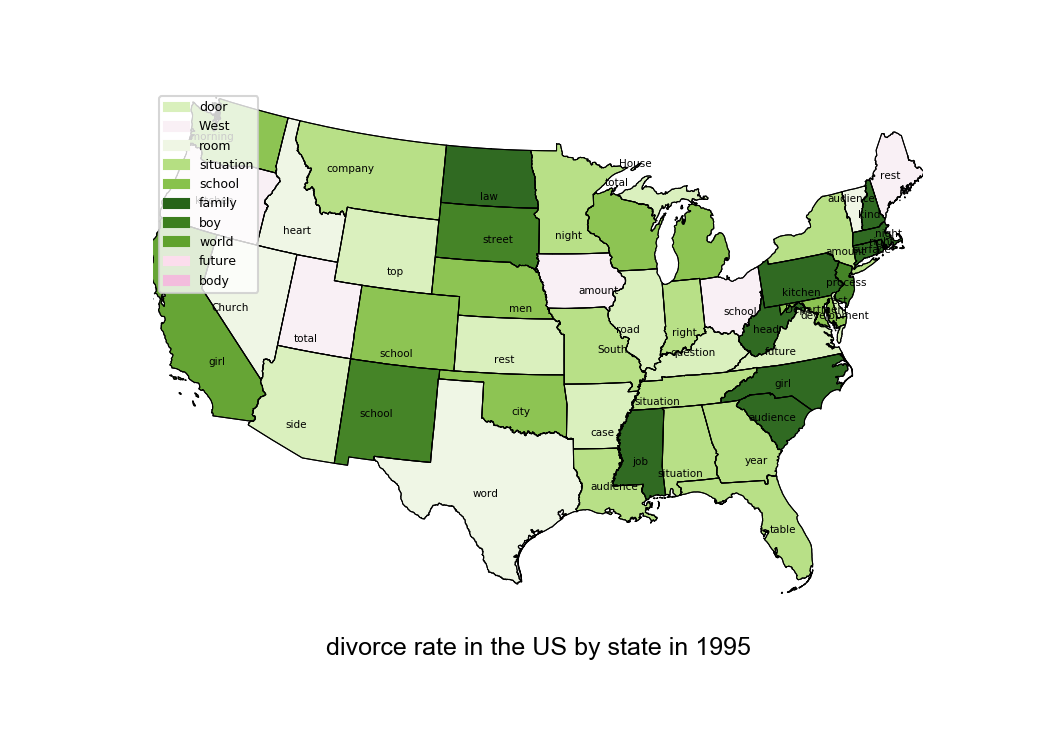 door
West
room
situation
school
family
boy
world
future
body
morning
House
total
company
law
rest
audience
kind
heart
street
night
night
top
amount
surface
men
amount
process
kitchen
Church
total
school
Department
rest
development
school
road
right
head
girl
South
question
future
rest
side
school
city
situation
girl
case
audience
word
job
situation
year
audience
table
divorce rate in the US by state in 1995